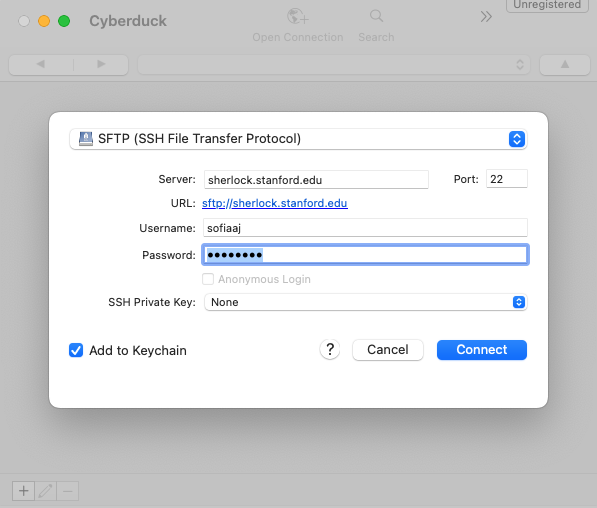 Unregistered
Cyberduck
Open Connection
Search
SFTP (SSH File Transfer Protocol)
Server: sherlock.stanford.edu Port: 22
URL: sftp://sherlock.stanford.edu
Username: sofiaaj
Password: ••••••••
Anonymous Login
SSH Private Key: None
Add to Keychain ? Cancel Connect